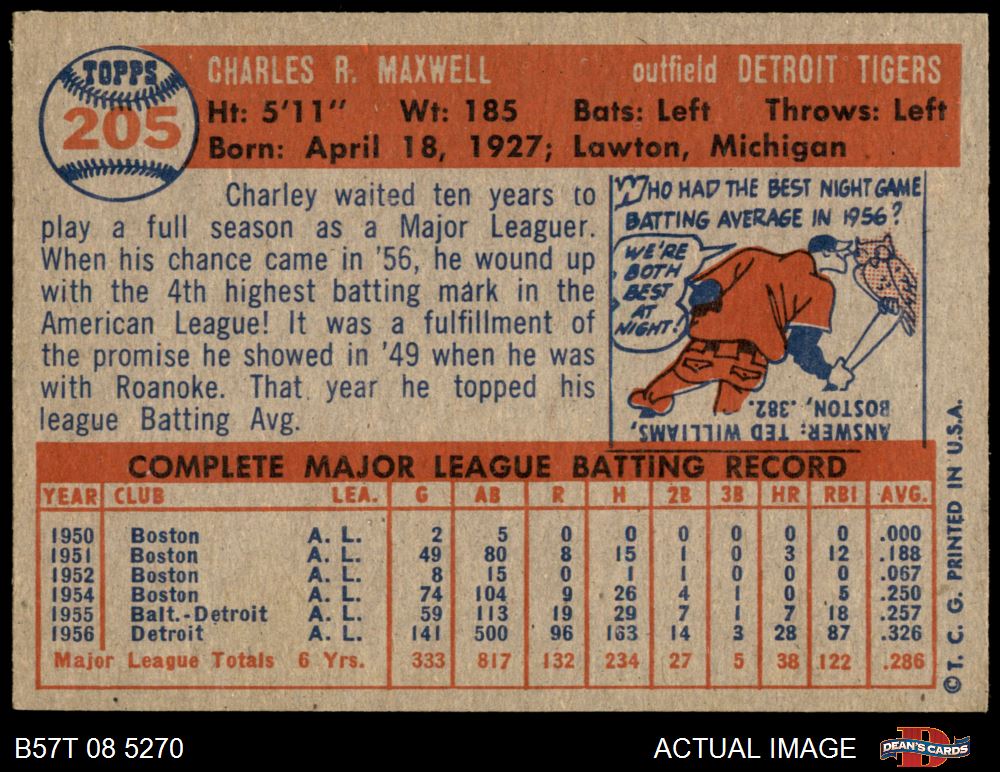 TOPPS
205
CHARLES R. MAXWELL outfield DETROIT TIGERS
Ht: 5'11" Wt: 185 Bats: Left Throws: Left
Born: April 18, 1927; Lawton, Michigan
Charley waited ten years to
play a full season as a Major Leaguer.
When his chance came in '56, he wound up
with the 4th highest batting mark in the
American League! It was a fulfillment of
the promise he showed in '49 when he was
with Roanoke. That year he topped his
league Batting Avg.
WHO HAD THE BEST NIGHT GAME
BATTING AVERAGE IN 1956?
WE'RE
BOTH
BEST
AT
NIGHT!
ANSWER: TED WILLIAMS,
BOSTON, .382.
COMPLETE MAJOR LEAGUE BATTING RECORD
YEAR CLUB LEA. G AB R H 2B 3B HR RBI AVG.
1950 Boston A. L. 2 5 0 0 0 0 0 0 .000
1951 Boston A. L. 49 80 8 15 1 0 3 12 .188
1952 Boston A. L. 8 15 0 1 1 0 0 0 .067
1954 Boston A. L. 74 104 9 26 4 1 0 5 .250
1955 Balt.-Detroit A. L. 59 113 19 29 7 1 7 18 .257
1956 Detroit A. L. 141 500 96 163 14 3 28 87 .326
Major League Totals 6 Yrs. 333 817 132 234 27 5 38 122 .286
© T. C. G. PRINTED IN U.S.A.
B57T 08 5270
ACTUAL IMAGE
DEAN'S CARDS